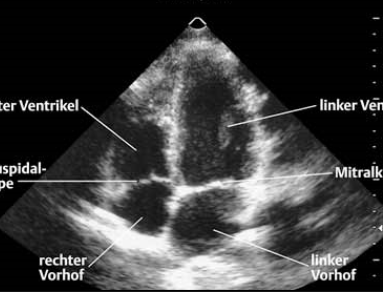 ter Ventrikel
linker Ven
uspidal-
pe
Mitralk
rechter
Vorhof
linker
Vorhof